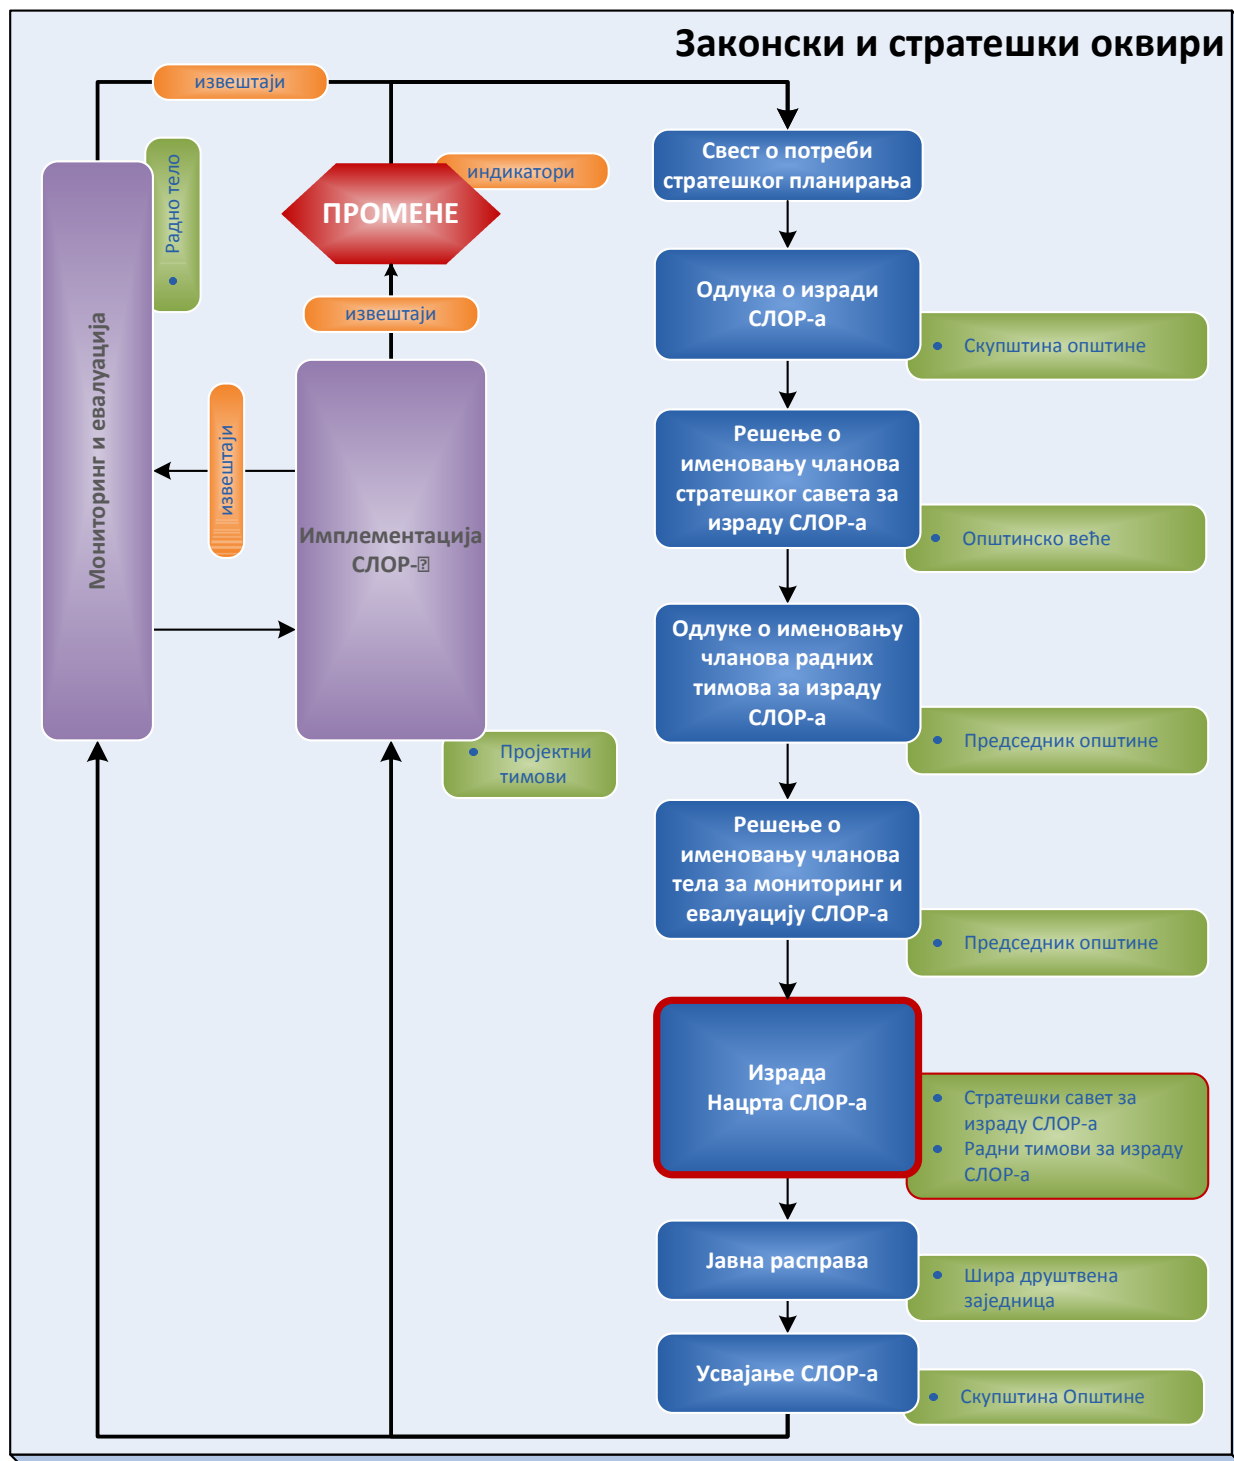 Законски и стратешки оквири
извештаји
Радно тело
Мониторинг и евалуација
индикатори
ПРОМЕНЕ
извештаји
извештаји
Имплементација
СЛОР-
Пројектни
тимови
Свест о потреби
стратешког планирања
Одлука о изради
СЛОР-а
Скупштина општине
Решење о
именовању чланова
стратешког савета за
израду СЛОР-а
Општинско веће
Одлуке о именовању
чланова радних
тимова за израду
СЛОР-а
Председник општине
Решење о
именовању чланова
тела за мониторинг и
евалуацију СЛОР-а
Председник општине
Израда
Нацрта СЛОР-а
Стратешки савет за
израду СЛОР-а
Радни тимови за израду
СЛОР-а
Јавна расправа
Шира друштвена
заједница
Усвајање СЛОР-а
Скупштина Општине